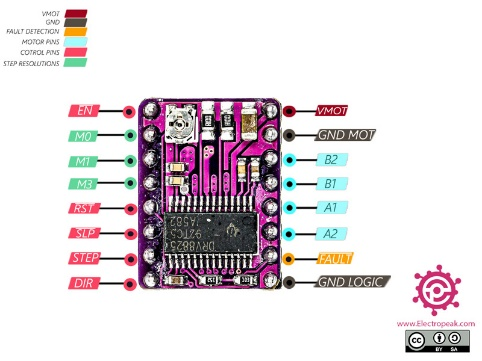 VMOT
GND
FAULT DETECTION
MOTOR PINS
COTROL PINS
STEP RESOLUTIONS
EN
VMOT
M0
GND MOT
M1
B2
M3
B1
RST
A1
SLP
A2
STEP
FAULT
DIR
GND LOGIC
DRV8825
www.Electropeak.com
CC BY SA